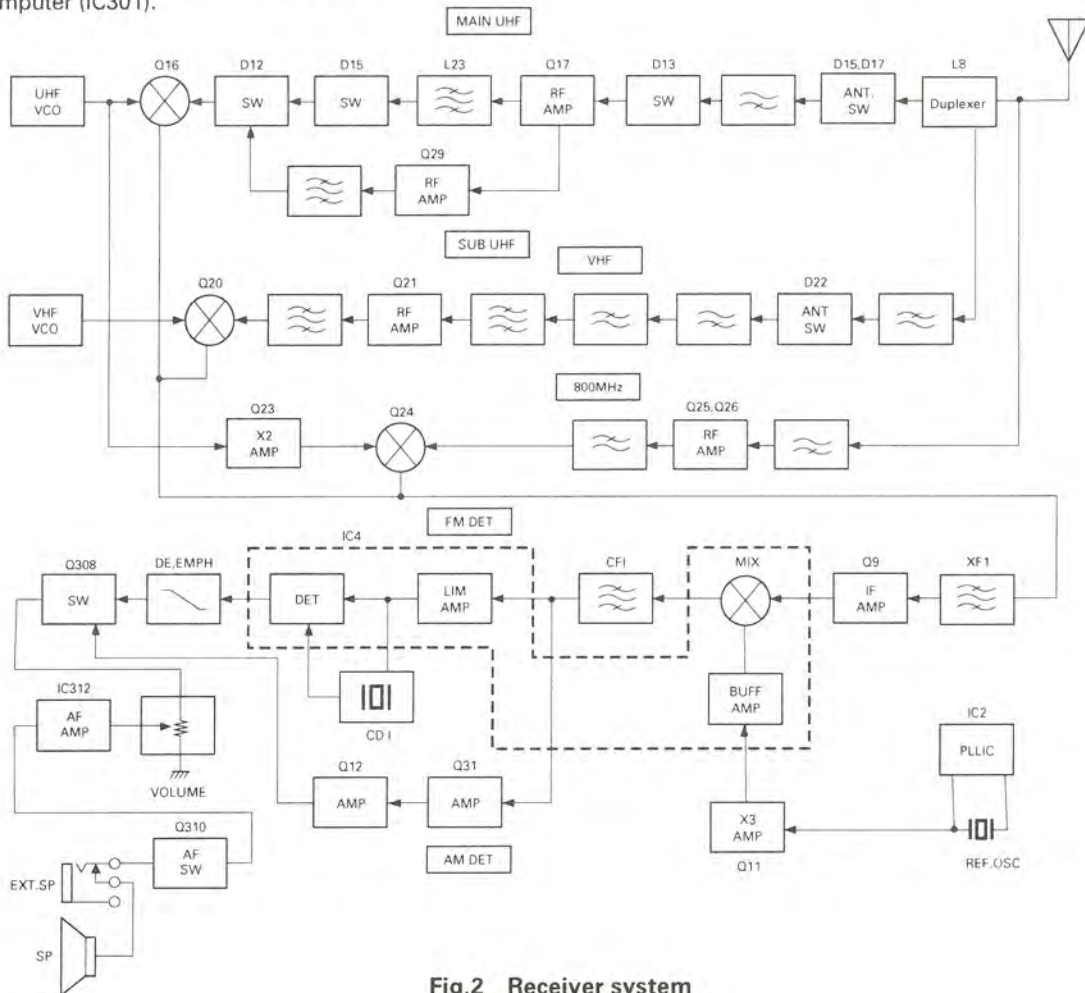 mputer (IC301).
MAIN UHF
Q16 D12 D15 L23 Q17 D13 D15,D17 L8
UHF VCO
SW
SW
RF AMP
SW
ANT. SW
Duplexer
Q29
RF AMP
SUB UHF
VHF
Q20 Q21 D22
VHF VCO
RF AMP
ANT SW
800MHz
Q23 Q24 Q25,Q26
X2 AMP
RF AMP
FM DET
Q308 DE,EMPH IC4 CFI MIX Q9 XF1
SW
DET
LIM AMP
IF AMP
BUFF AMP
IC312
AF AMP
VOLUME
CD I
IC2
PLLIC
Q12 Q31
AMP
AMP
X3 AMP
Q11
REF.OSC
AM DET
Q310
AF SW
EXT.SP
SP
Fig.2 Receiver system